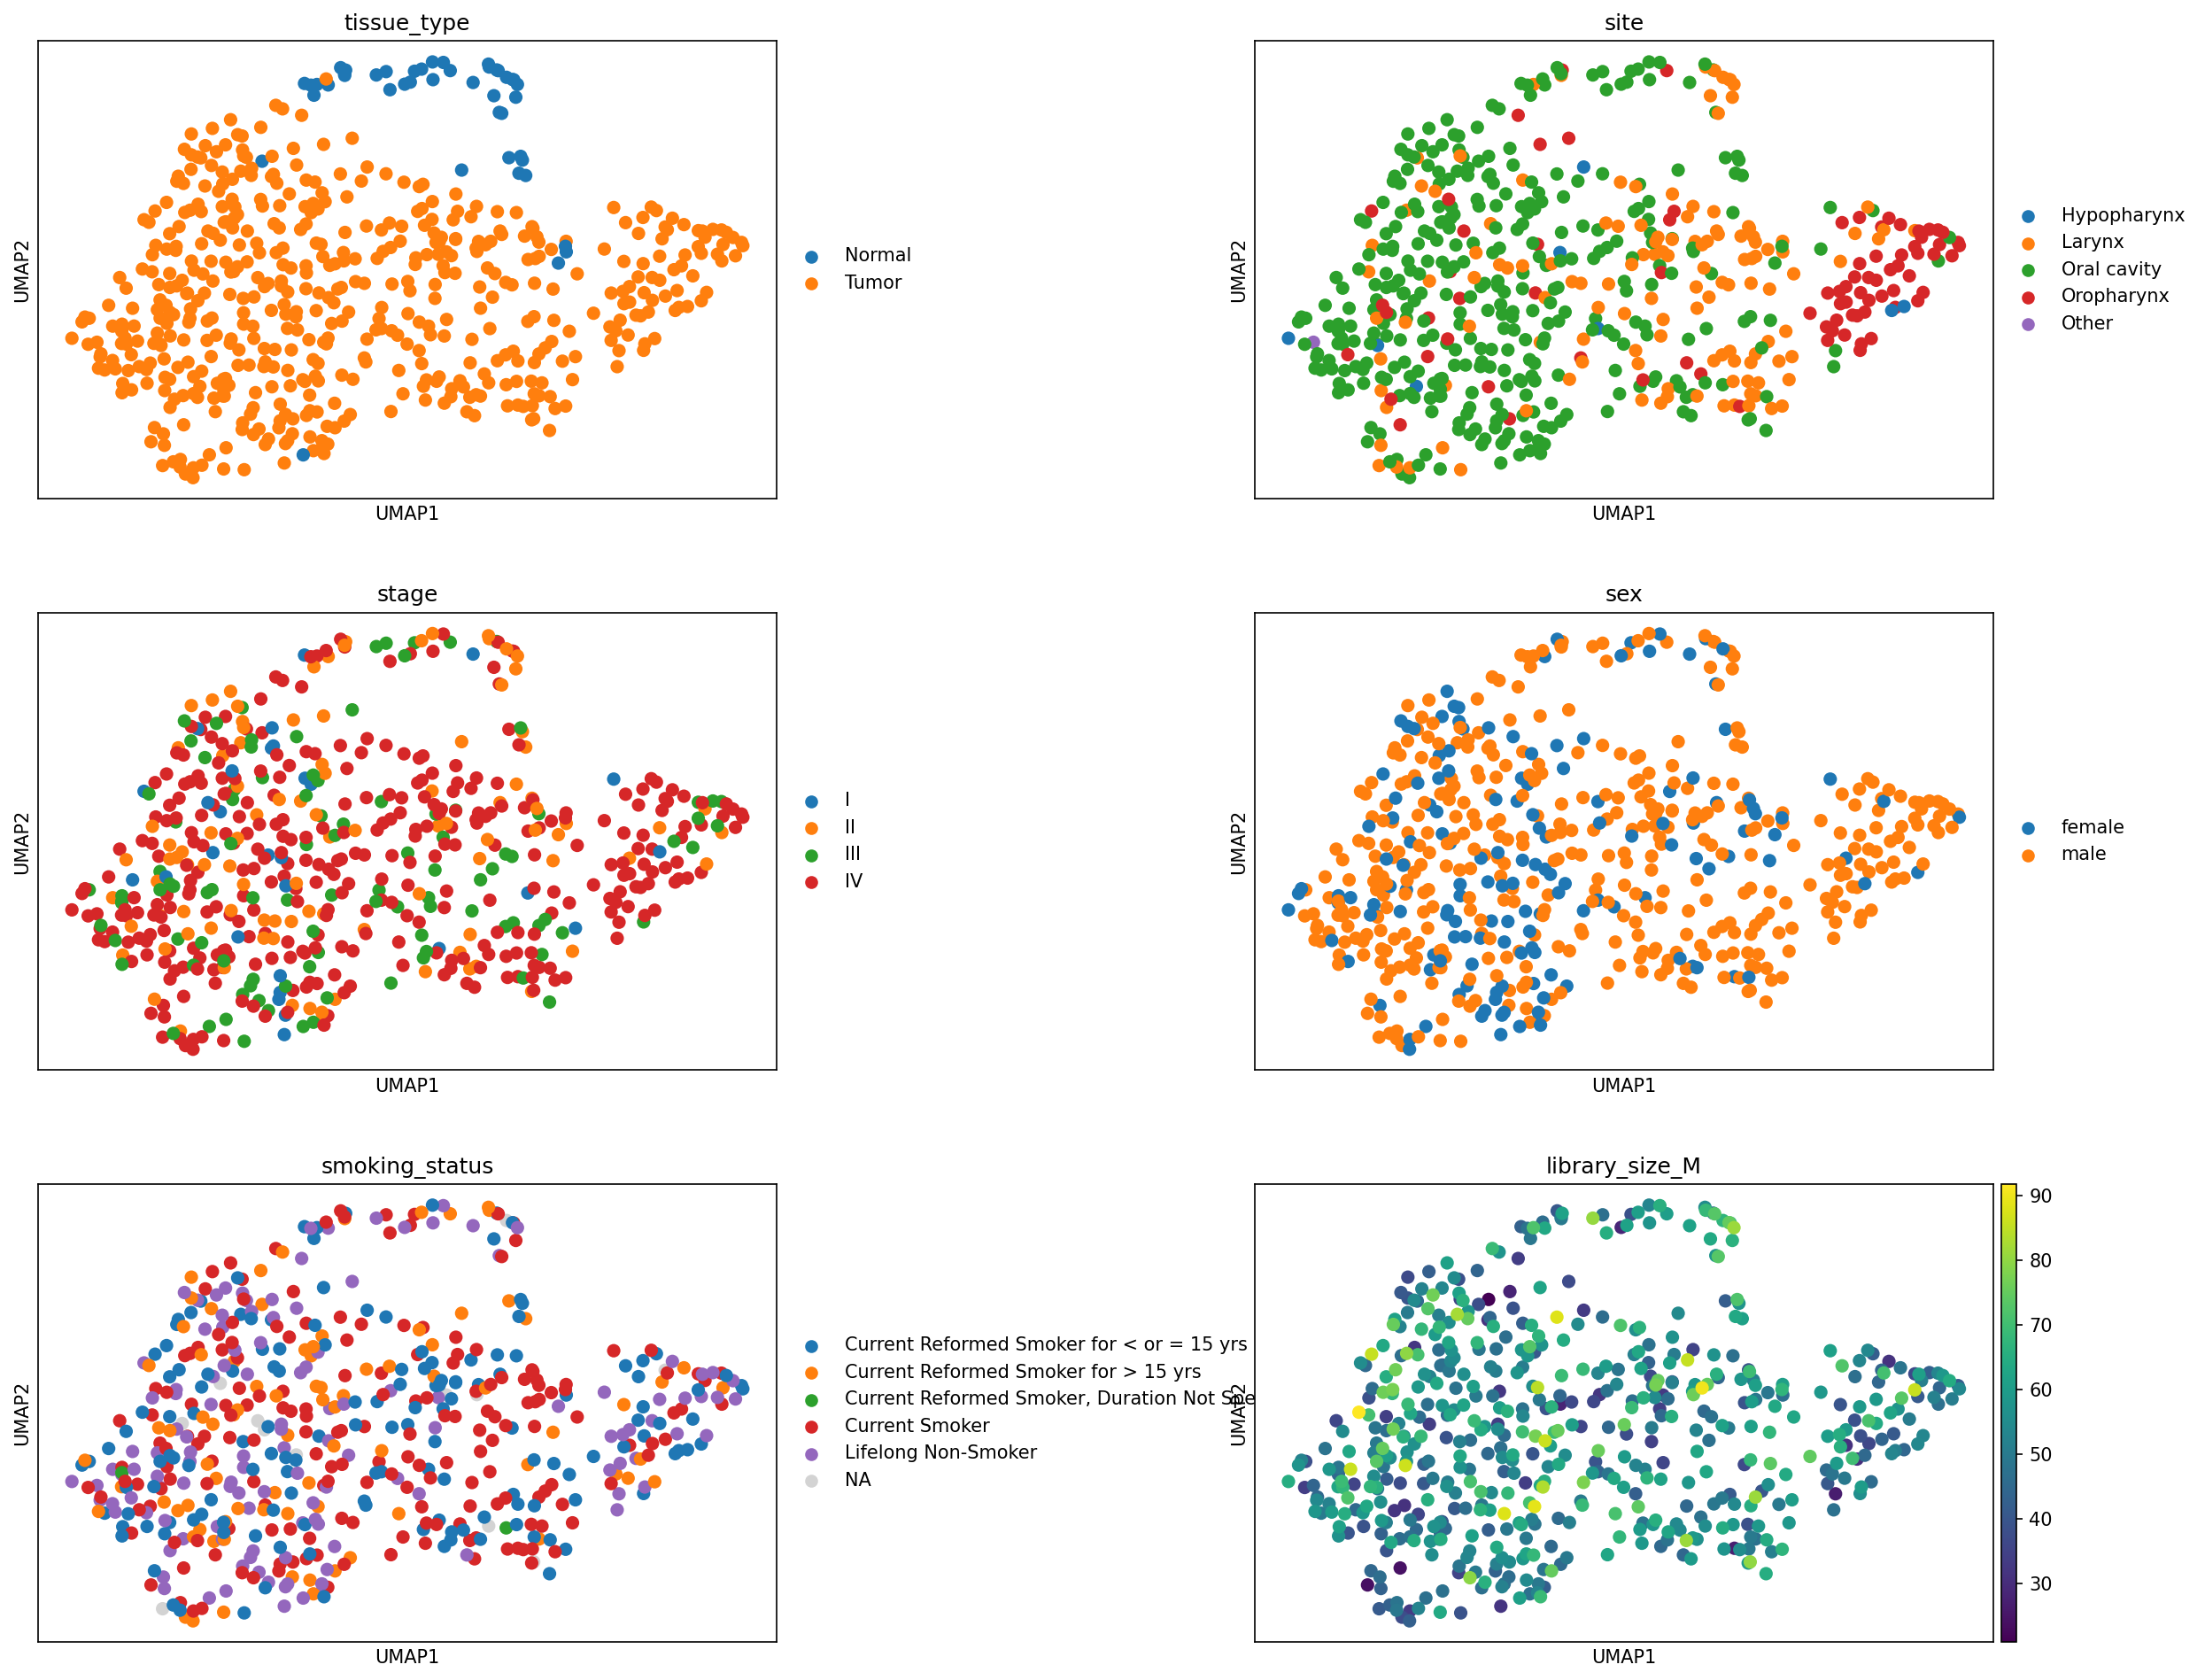 tissue_type
UMAP2
UMAP1
Normal
Tumor
site
UMAP2
UMAP1
Hypopharynx
Larynx
Oral cavity
Oropharynx
Other
stage
UMAP2
UMAP1
I
II
III
IV
sex
UMAP2
UMAP1
female
male
smoking_status
UMAP2
UMAP1
Current Reformed Smoker for < or = 15 yrs
Current Reformed Smoker for > 15 yrs
Current Reformed Smoker, Duration Not
Current Smoker
Lifelong Non-Smoker
NA
library_size_M
UMAP2
UMAP1
90
80
70
60
50
40
30